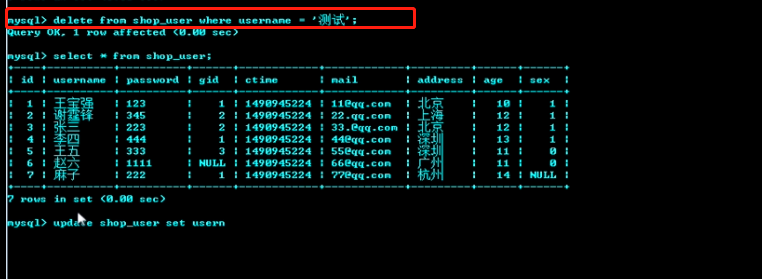 mysql> delete from shop_user where username = '测试';
Query OK, 1 row affected (0.00 sec)
mysql> select * from shop_user;
+----+----------+----------+------+------------+------------+---------+-----+------+
| id | username | password | gid | ctime | mail | address | age | sex |
+----+----------+----------+------+------------+------------+---------+-----+------+
| 1 | 王宝强 | 123 | 1 | 1490945224 | 11@qq.com | 北京 | 10 | 1 |
| 2 | 谢霆锋 | 345 | 2 | 1490945224 | 22.qq.com | 上海 | 12 | 1 |
| 3 | 张三 | 223 | 2 | 1490945224 | 33.@qq.com | 北京 | 12 | 1 |
| 4 | 李四 | 444 | 1 | 1490945224 | 44@qq.com | 深圳 | 13 | 1 |
| 5 | 王五 | 333 | 3 | 1490945224 | 55@qq.com | 深圳 | 11 | 0 |
| 6 | 赵六 | 1111 | NULL | 1490945224 | 66@qq.com | 广州 | 11 | 0 |
| 7 | 麻子 | 222 | 1 | 1490945224 | 77@qq.com | 杭州 | 14 | NULL |
+----+----------+----------+------+------------+------------+---------+-----+------+
7 rows in set (0.00 sec)
mysql> update shop_user set usern